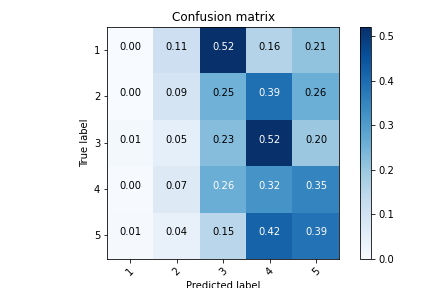 Confusion matrix
1 0.00 0.11 0.52 0.16 0.21
2 0.00 0.09 0.25 0.39 0.26
3 0.01 0.05 0.23 0.52 0.20
4 0.00 0.07 0.26 0.32 0.35
5 0.01 0.04 0.15 0.42 0.39
1 2 3 4 5
True label
Predicted label
0.5
0.4
0.3
0.2
0.1
0.0